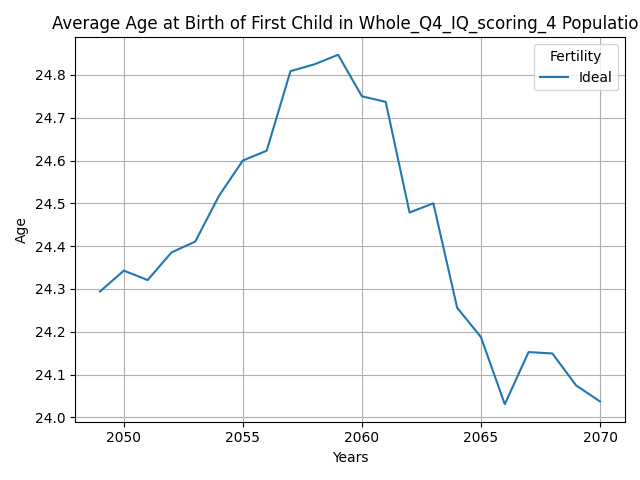 Average Age at Birth of First Child in Whole_Q4_IQ_scoring_4 Populatio
Fertility
Ideal
24.8
24.7
24.6
24.5
24.4
24.3
24.2
24.1
24.0
Age
2050 2055 2060 2065 2070
Years